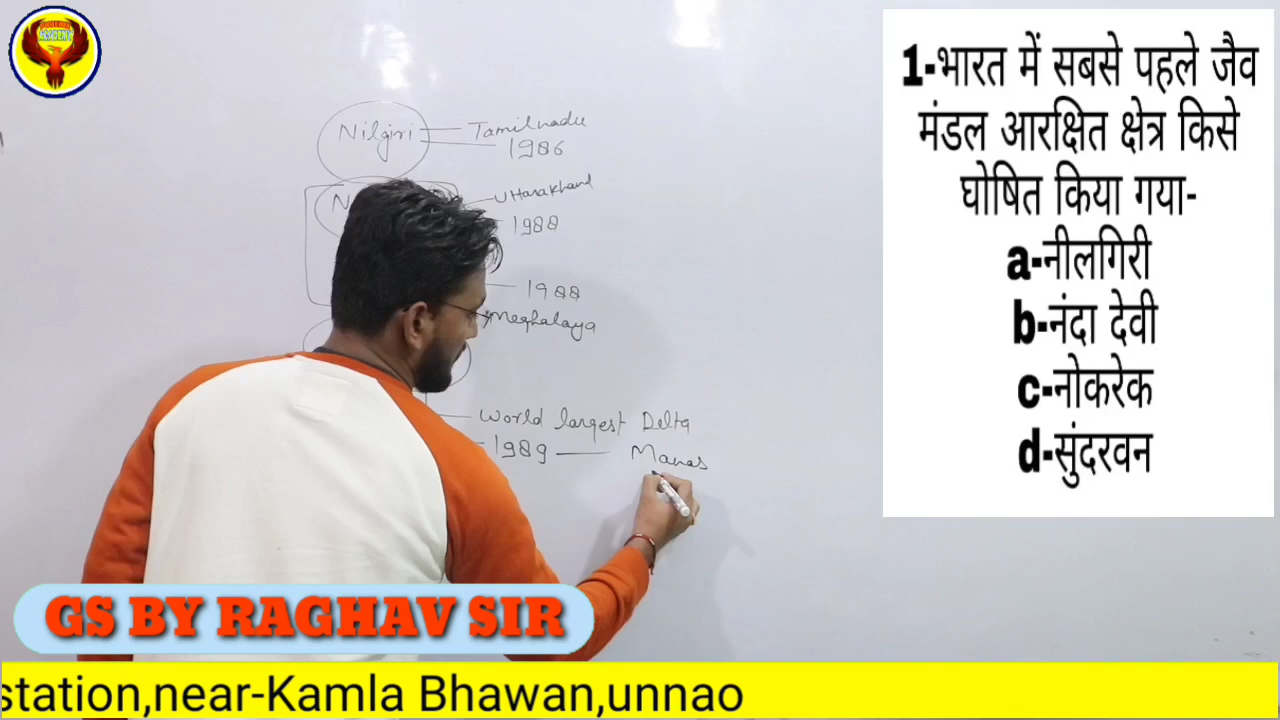 ACADEMY
Nilgiri
Tamilnadu
1986
N
Uttarakhand
1988
1988
Meghalaya
World largest Delta
1989
Manas
1-भारत में सबसे पहले जैव
मंडल आरक्षित क्षेत्र किसे
घोषित किया गया-
a-नीलगिरी
b-नंदा देवी
c-नोकरेक
d-सुंदरवन
GS BY RAGHAV SIR
station,near-Kamla Bhawan,unnao